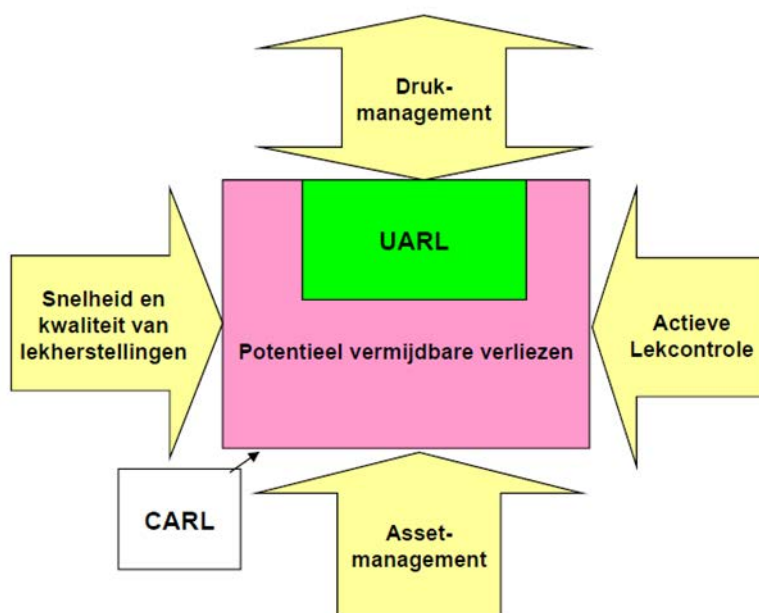 Druk-
management
UARL
Snelheid en
kwaliteit van
lekherstellingen
Potentieel vermijdbare verliezen
Actieve
Lekcontrole
CARL
Asset-
management